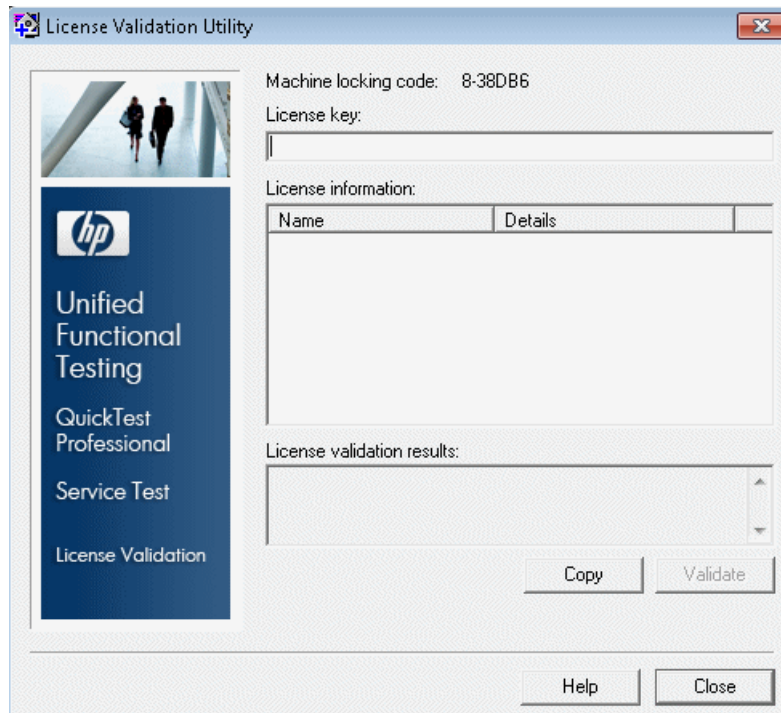 License Validation Utility
Machine locking code: 8-38DB6
License key:
License information:
Name Details
License validation results:
Copy Validate
Help Close
hp
Unified
Functional
Testing
QuickTest
Professional
Service Test
License Validation